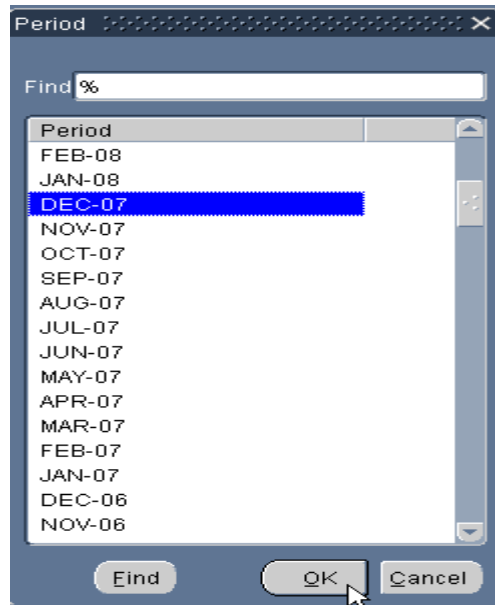 Period
Find %
Period
FEB-08
JAN-08
DEC-07
NOV-07
OCT-07
SEP-07
AUG-07
JUL-07
JUN-07
MAY-07
APR-07
MAR-07
FEB-07
JAN-07
DEC-06
NOV-06
Find OK Cancel